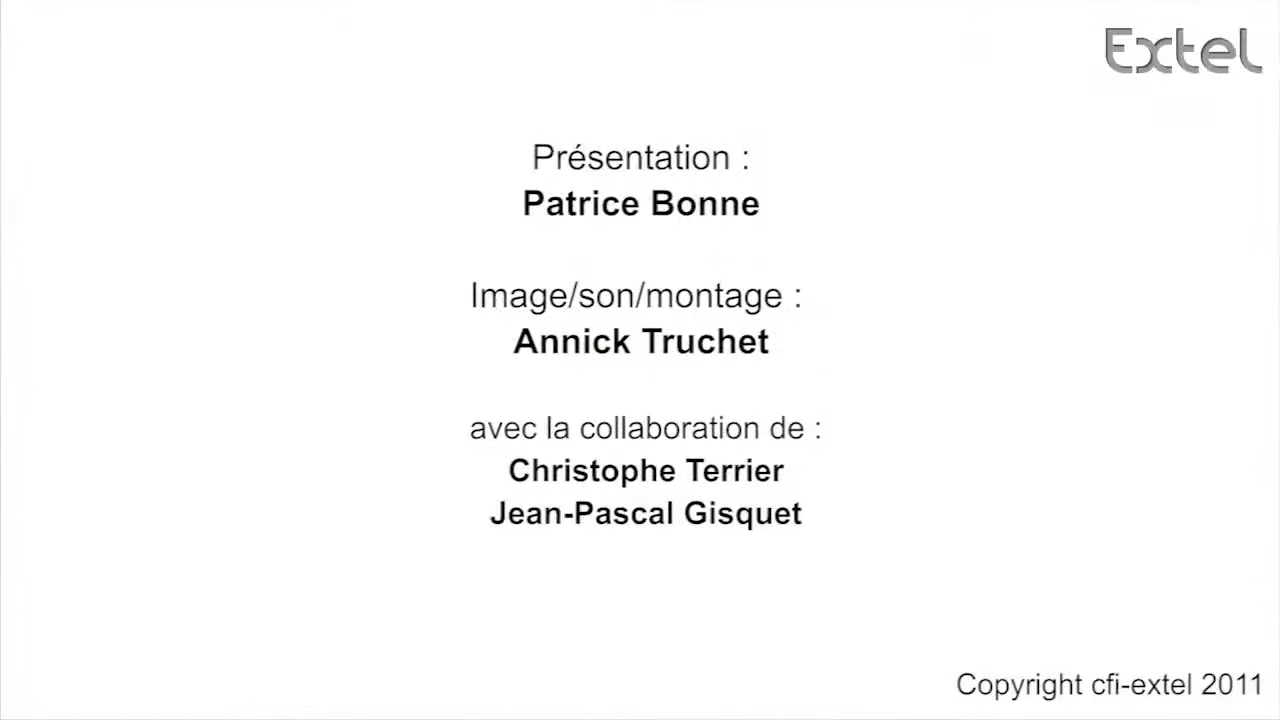 Extel
Présentation :
Patrice Bonne
Image/son/montage :
Annick Truchet
avec la collaboration de :
Christophe Terrier
Jean-Pascal Gisquet
Copyright cfi-extel 2011